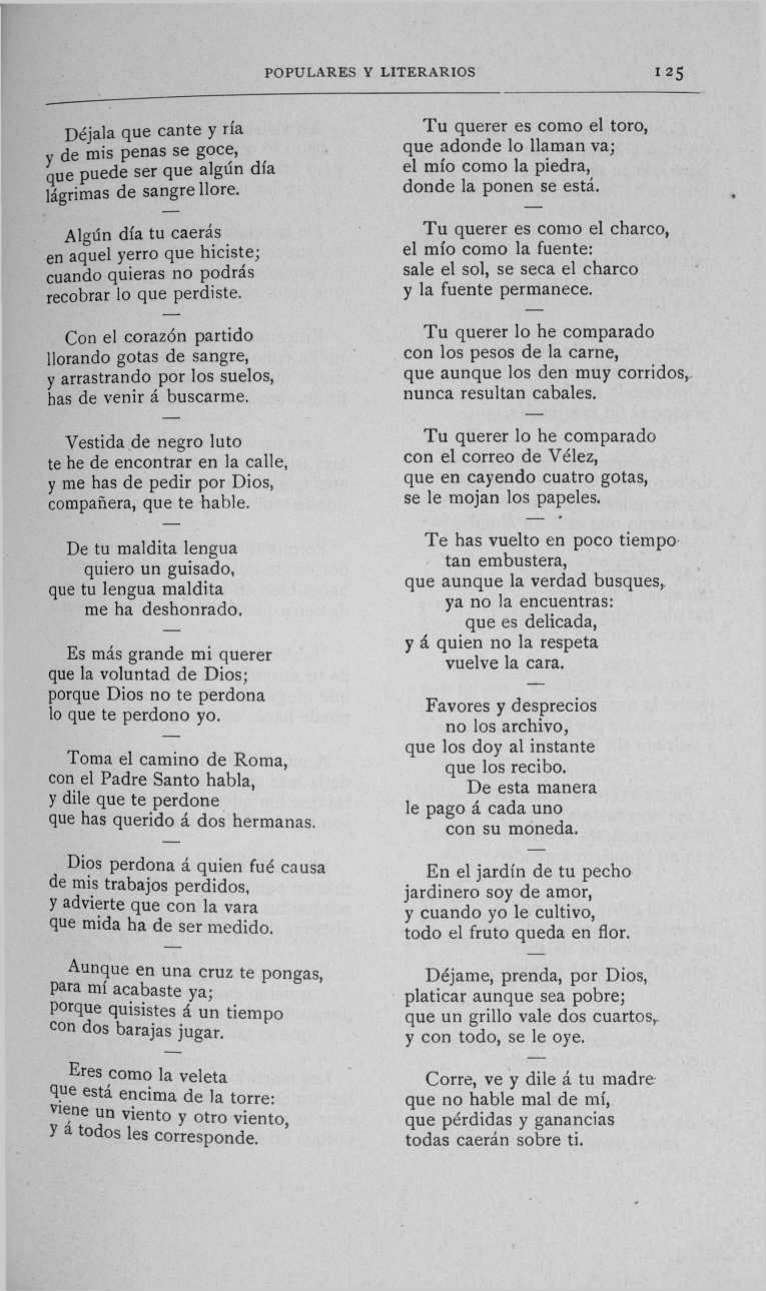 POPULARES Y LITERARIOS 125
Déjala que cante y ría
y de mis penas se goce,
que puede ser que algún día
lágrimas de sangre llore.
—
Algún día tu caerás
en aquel yerro que hiciste;
cuando quieras no podrás
recobrar lo que perdiste.
—
Con el corazón partido
llorando gotas de sangre,
y arrastrando por los suelos,
has de venir á buscarme.
—
Vestida de negro luto
te he de encontrar en la calle,
y me has de pedir por Dios,
compañera, que te hable.
—
De tu maldita lengua
quiero un guisado,
que tu lengua maldita
me ha deshonrado.
—
Es más grande mi querer
que la voluntad de Dios;
porque Dios no te perdona
lo que te perdono yo.
—
Toma el camino de Roma,
con el Padre Santo habla,
y dile que te perdone
que has querido á dos hermanas.
—
Dios perdona á quien fué causa
de mis trabajos perdidos,
y advierte que con la vara
que mida ha de ser medido.
—
Aunque en una cruz te pongas,
para mí acabaste ya;
porque quisistes á un tiempo
con dos barajas jugar.
—
Eres como la veleta
que está encima de la torre:
viene un viento y otro viento,
y á todos les corresponde.
Tu querer es como el toro,
que adonde lo llaman va;
el mío como la piedra,
donde la ponen se está.
—
Tu querer es como el charco,
el mío como la fuente:
sale el sol, se seca el charco
y la fuente permanece.
—
Tu querer lo he comparado
con los pesos de la carne,
que aunque los den muy corridos,
nunca resultan cabales.
—
Tu querer lo he comparado
con el correo de Vélez,
que en cayendo cuatro gotas,
se le mojan los papeles.
—
Te has vuelto en poco tiempo
tan embustera,
que aunque la verdad busques,
ya no la encuentras:
que es delicada,
y á quien no la respeta
vuelve la cara.
—
Favores y desprecios
no los archivo,
que los doy al instante
que los recibo.
De esta manera
le pago á cada uno
con su moneda.
—
En el jardín de tu pecho
jardinero soy de amor,
y cuando yo le cultivo,
todo el fruto queda en flor.
—
Déjame, prenda, por Dios,
platicar aunque sea pobre;
que un grillo vale dos cuartos,
y con todo, se le oye.
—
Corre, ve y dile á tu madre
que no hable mal de mí,
que pérdidas y ganancias
todas caerán sobre ti.